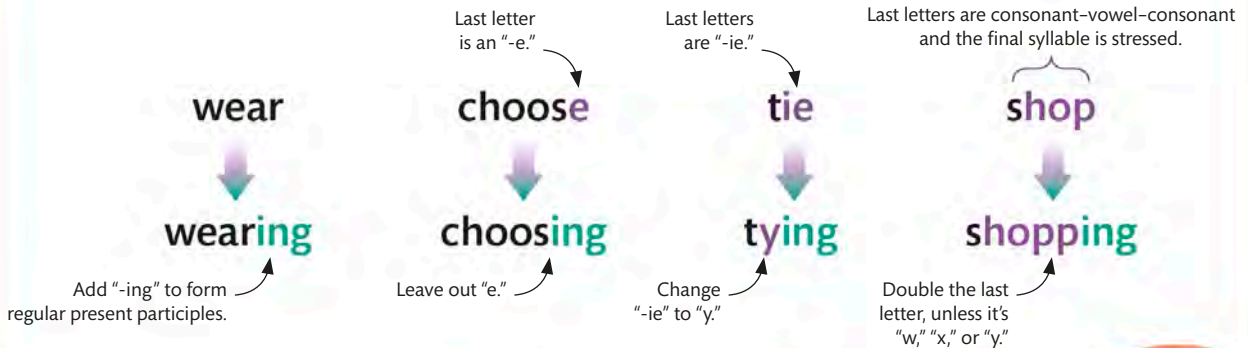 Last letter
is an "-e."
Last letters
are "-ie."
Last letters are consonant–vowel–consonant
and the final syllable is stressed.
wear
choose
tie
shop
wearing
choosing
tying
shopping
Add "-ing" to form
regular present participles.
Leave out "e."
Change
"-ie" to "y."
Double the last
letter, unless it's
"w," "x," or "y."